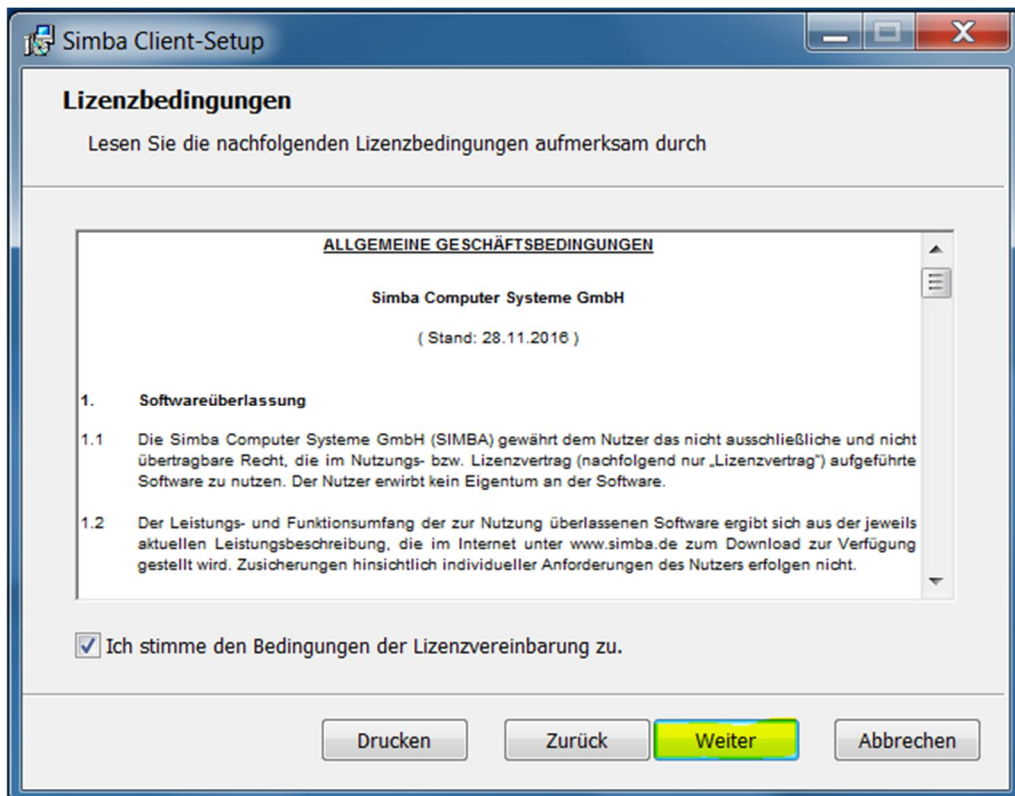 Simba Client-Setup
Lizenzbedingungen
Lesen Sie die nachfolgenden Lizenzbedingungen aufmerksam durch
ALLGEMEINE GESCHÄFTSBEDINGUNGEN
Simba Computer Systeme GmbH
( Stand: 28.11.2016 )
1. Softwareüberlassung
1.1 Die Simba Computer Systeme GmbH (SIMBA) gewährt dem Nutzer das nicht ausschließliche und nicht
übertragbare Recht, die im Nutzungs- bzw. Lizenzvertrag (nachfolgend nur „Lizenzvertrag“) aufgeführte
Software zu nutzen. Der Nutzer erwirbt kein Eigentum an der Software.
1.2 Der Leistungs- und Funktionsumfang der zur Nutzung überlassenen Software ergibt sich aus der jeweils
aktuellen Leistungsbeschreibung, die im Internet unter www.simba.de zum Download zur Verfügung
gestellt wird. Zusicherungen hinsichtlich individueller Anforderungen des Nutzers erfolgen nicht.
Ich stimme den Bedingungen der Lizenzvereinbarung zu.
Drucken Zurück Weiter Abbrechen